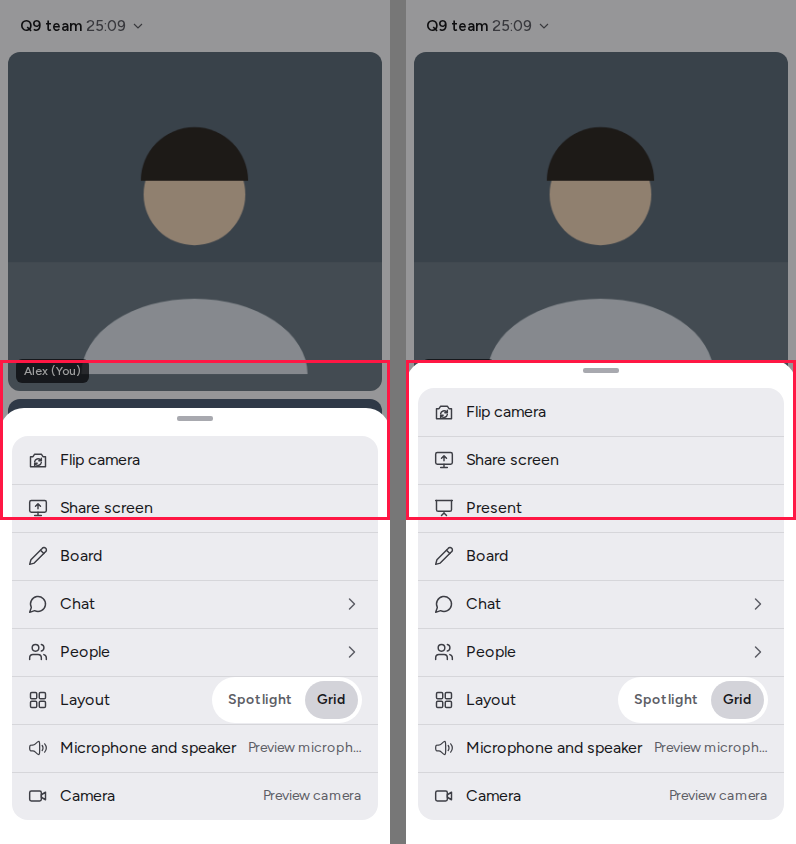 Q9 team 25:09
Alex (You)
Flip camera
Share screen
Board
Chat
People
Layout Spotlight Grid
Microphone and speaker Preview microph...
Camera Preview camera
Q9 team 25:09
Flip camera
Share screen
Present
Board
Chat
People
Layout Spotlight Grid
Microphone and speaker Preview microph...
Camera Preview camera